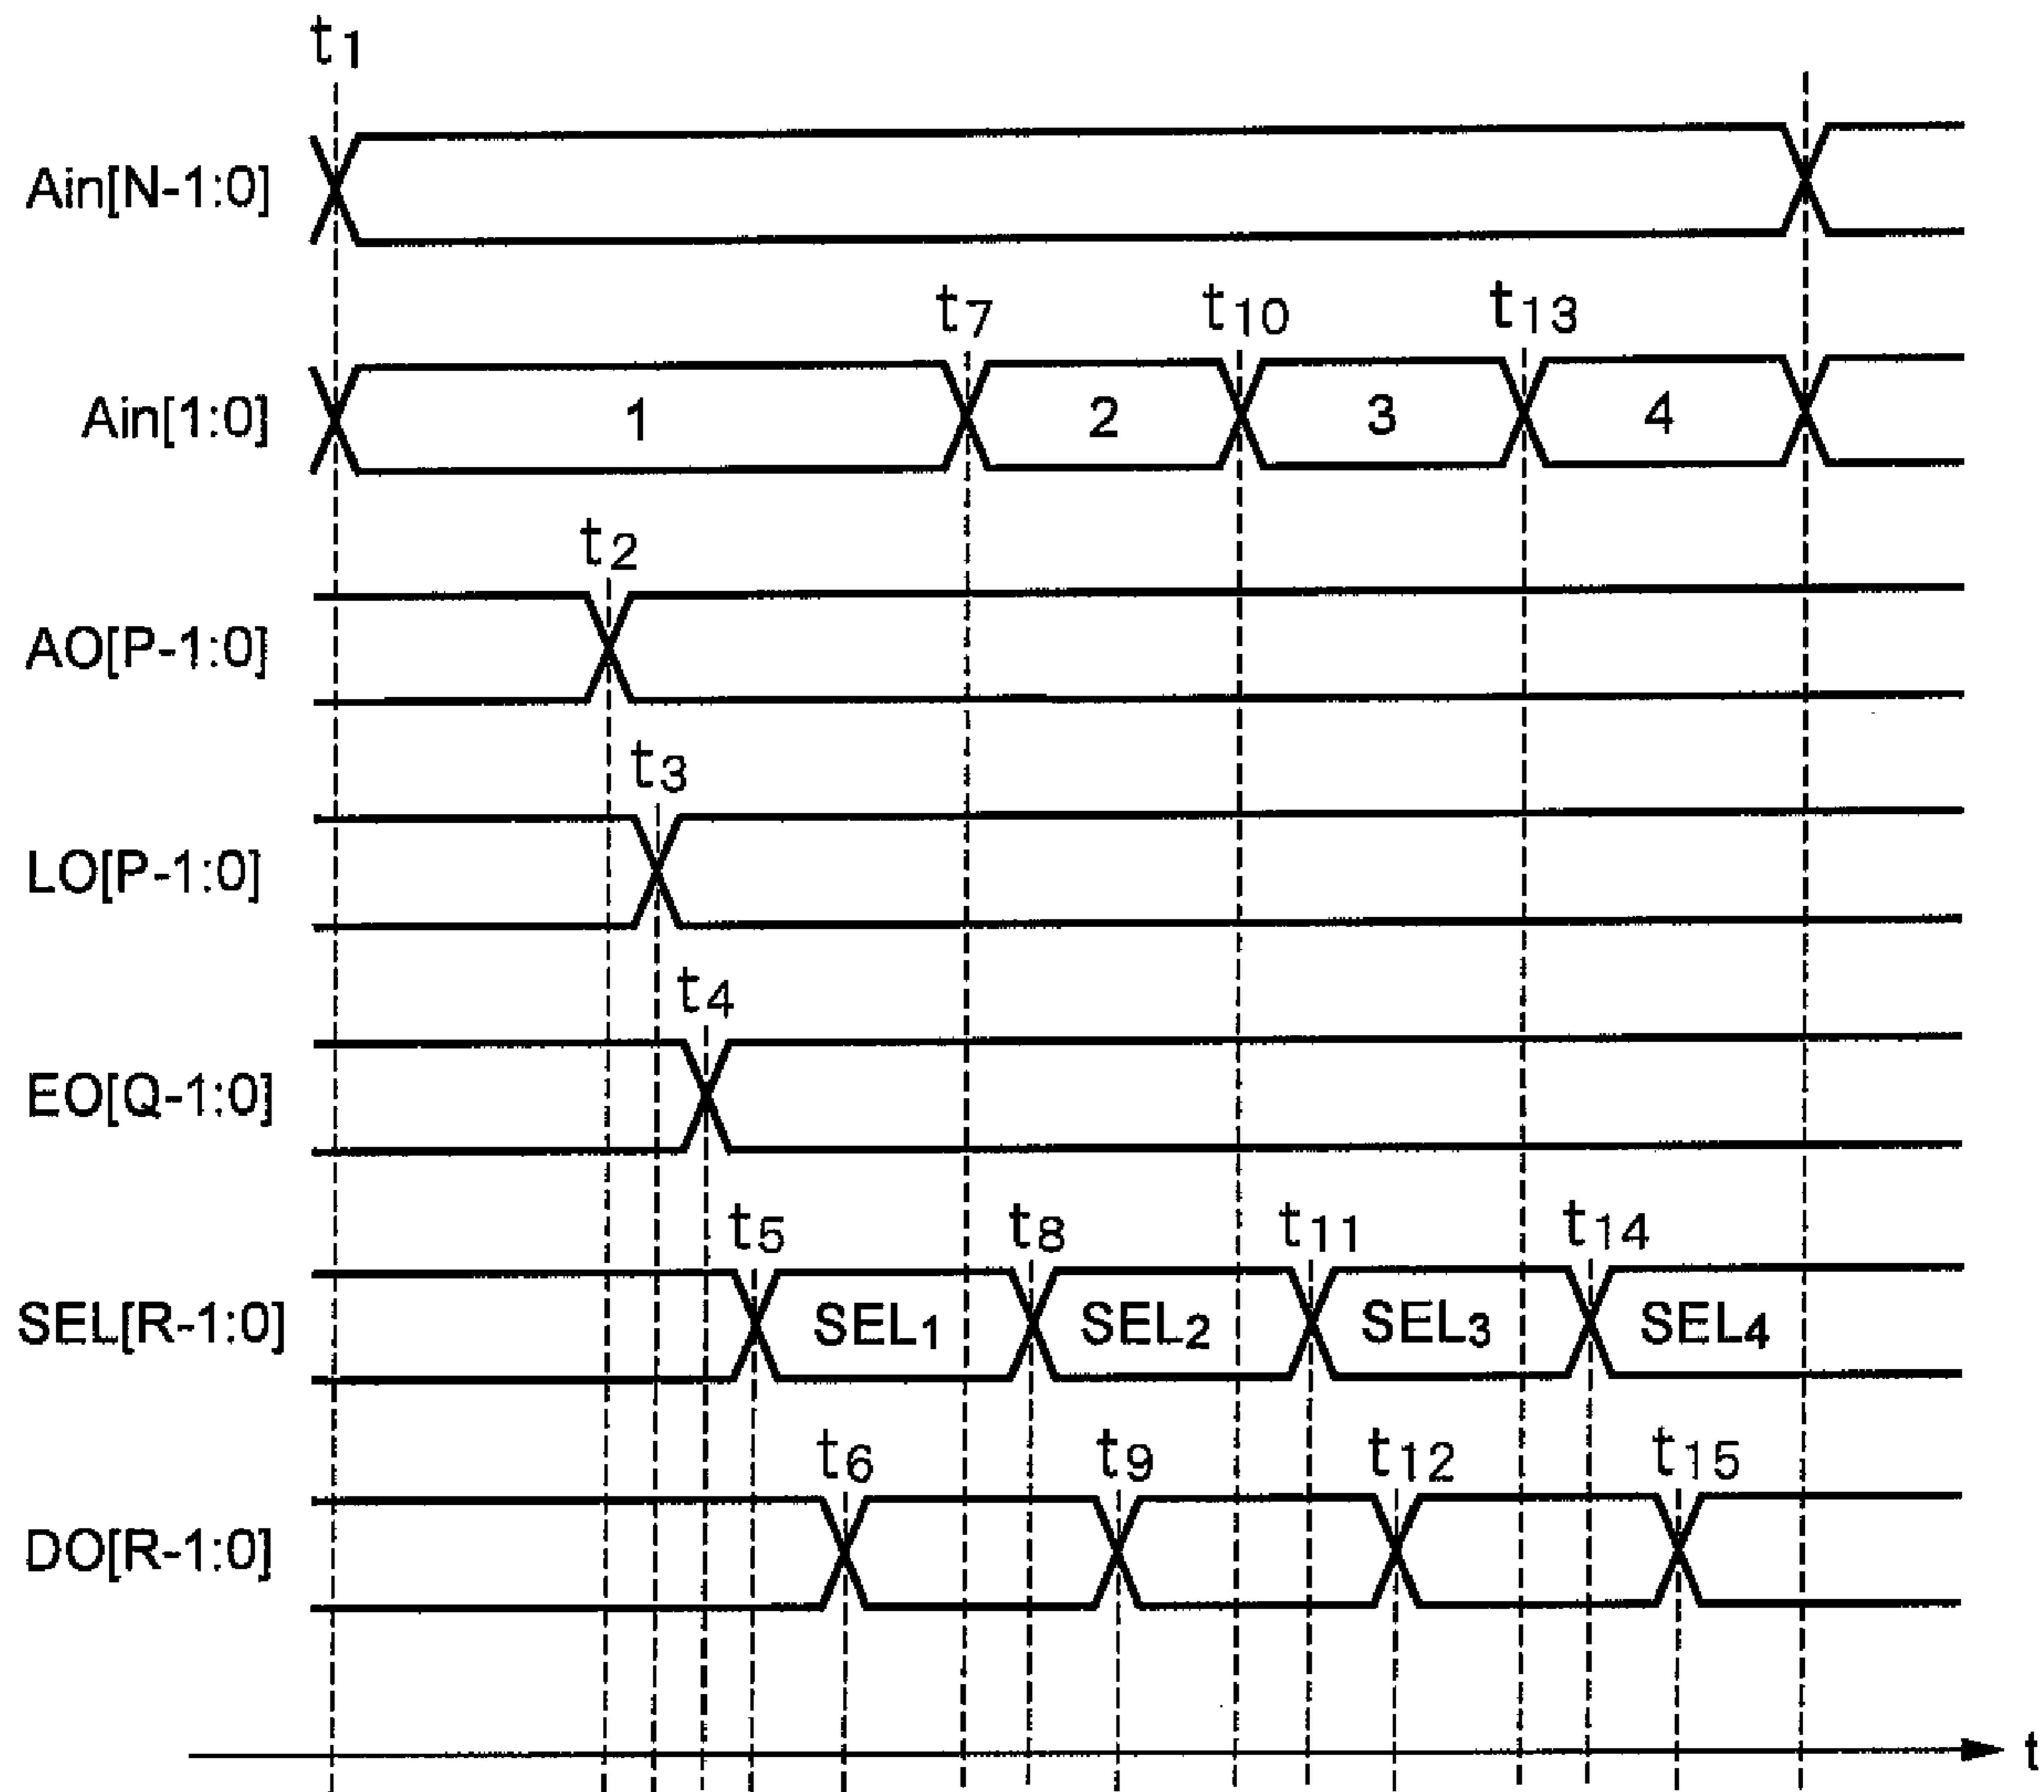 t1
Ain[N-1:0]
t7 t10 t13
Ain[1:0] 1 2 3 4
t2
AO[P-1:0]
t3
LO[P-1:0]
t4
EO[Q-1:0]
t5 t8 t11 t14
SEL[R-1:0] SEL1 SEL2 SEL3 SEL4
t6 t9 t12 t15
DO[R-1:0]
t